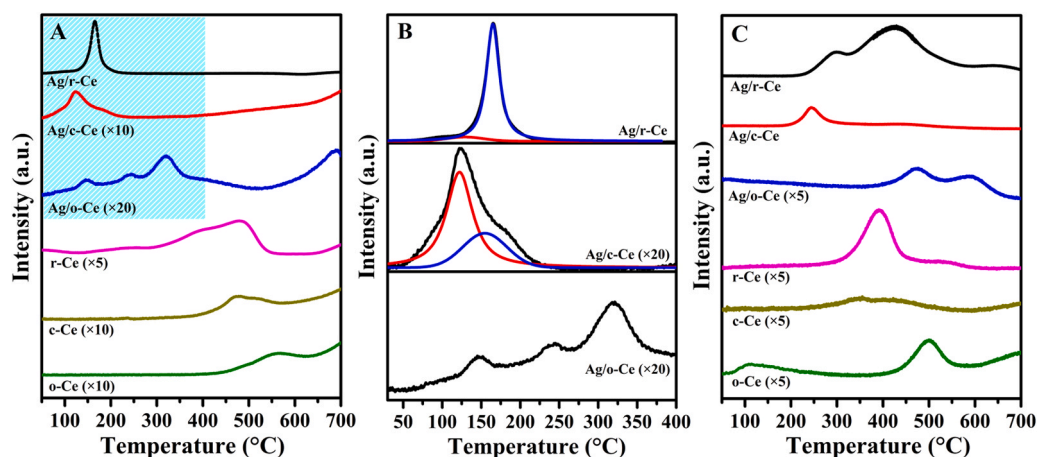 A
Ag/r-Ce
Ag/c-Ce (×10)
Ag/o-Ce (×20)
r-Ce (×5)
c-Ce (×10)
o-Ce (×10)
Intensity (a.u.)
100 200 300 400 500 600 700
Temperature (°C)
B
Ag/r-Ce
Ag/c-Ce (×20)
Ag/o-Ce (×20)
Intensity (a.u.)
50 100 150 200 250 300 350 400
Temperature (°C)
C
Ag/r-Ce
Ag/c-Ce
Ag/o-Ce (×5)
r-Ce (×5)
c-Ce (×5)
o-Ce (×5)
Intensity (a.u.)
100 200 300 400 500 600 700
Temperature (°C)